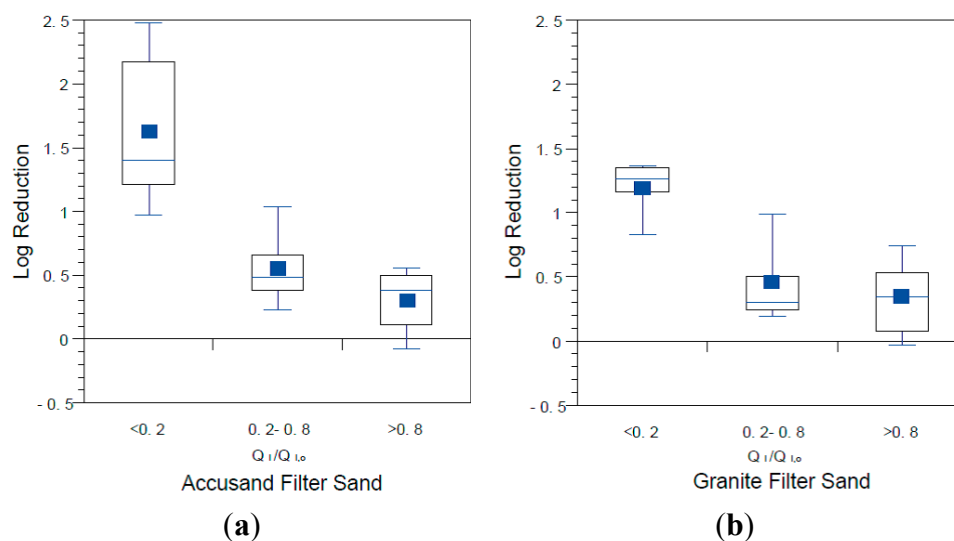 2.5
2
1.5
1
0.5
0
- 0. 5
Log Reduction
<0. 2
0. 2- 0. 8
>0. 8
Q I/Q I,o
Accusand Filter Sand
(a)
2.5
2
1.5
1
0.5
0
- 0. 5
Log Reduction
<0. 2
0. 2- 0. 8
>0. 8
Q I/Q I,o
Granite Filter Sand
(b)